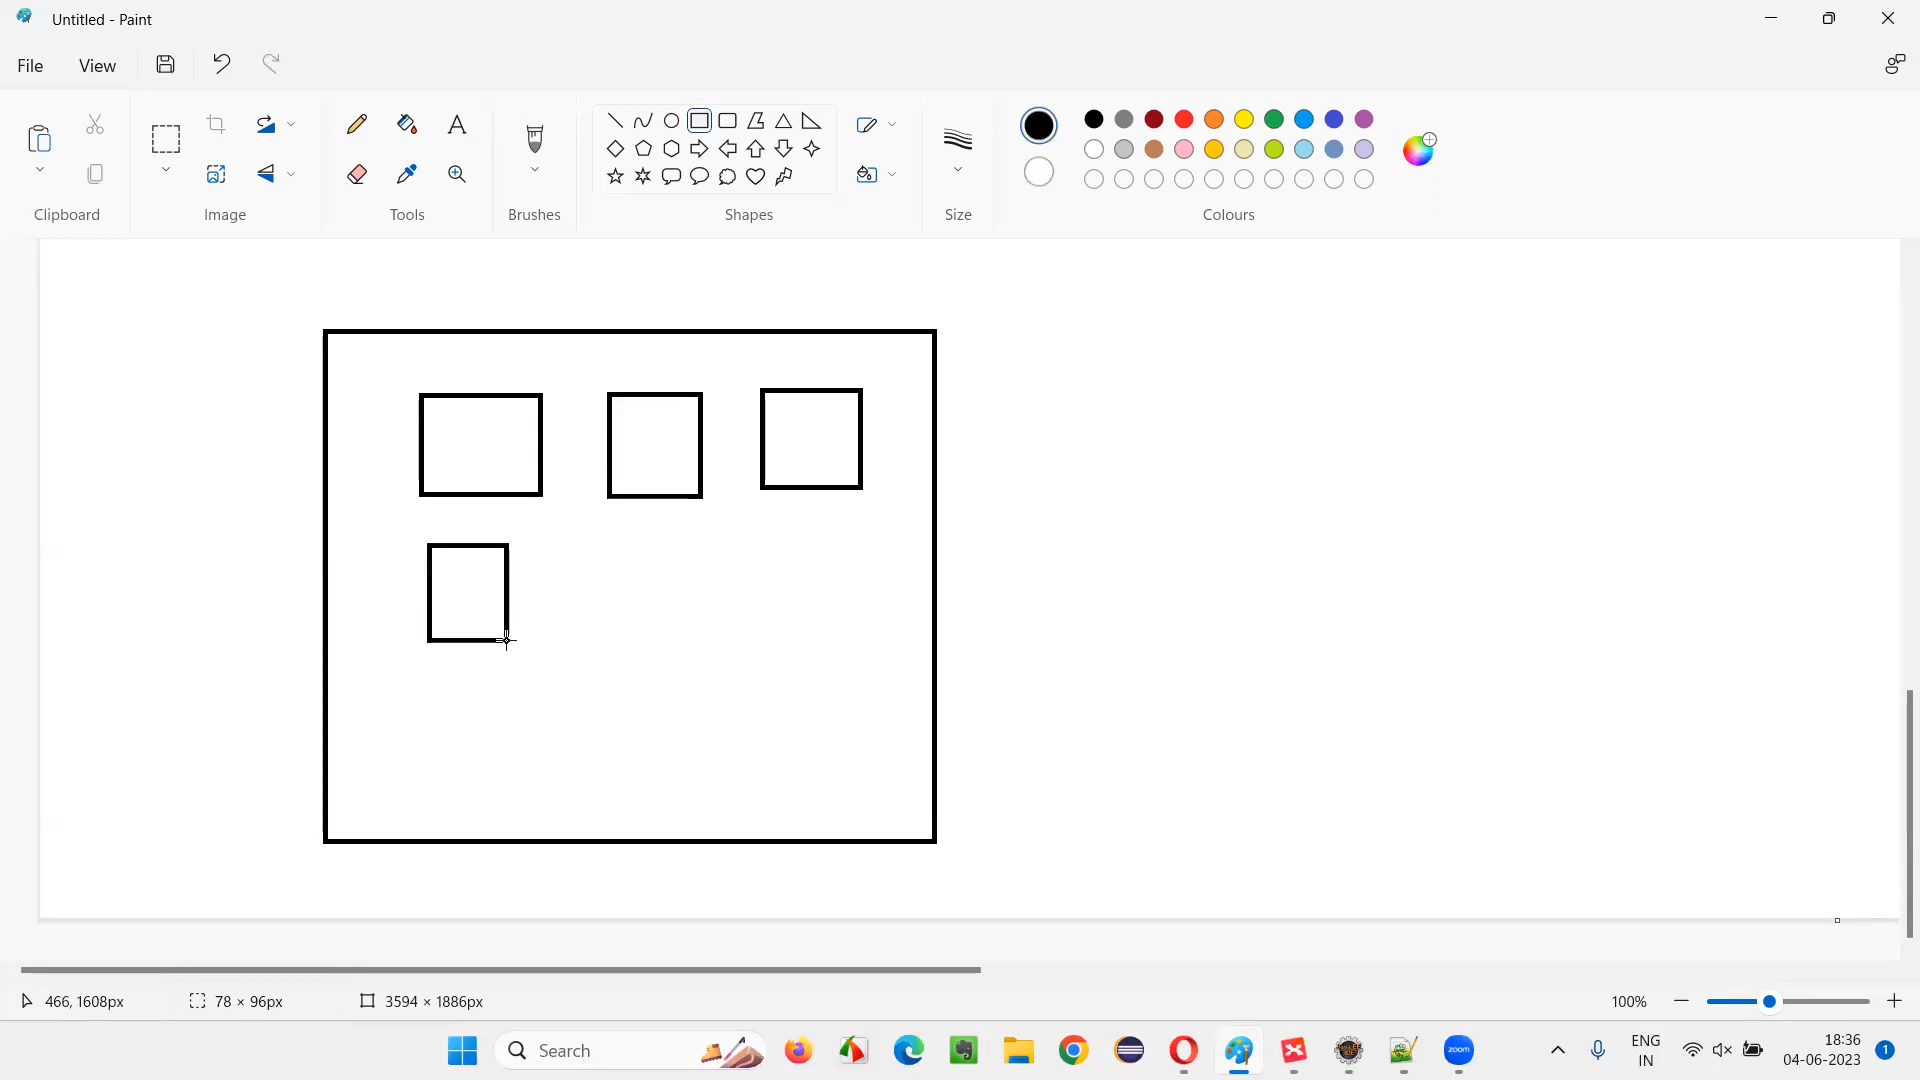 Untitled - Paint
File View
Clipboard
Image
Tools
Brushes
Shapes
Size
Colours
466, 1608px
78 × 96px
3594 × 1886px
100%
Search
zoom
ENG
IN
18:36
04-06-2023
1